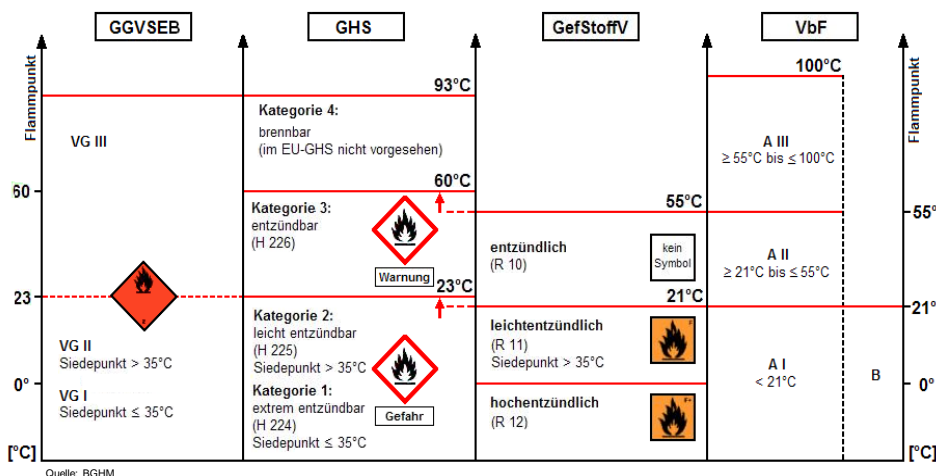 GGVSEB
GHS
GefStoffV
VbF
Flammpunkt
VG III
60
23
VG II
Siedepunkt > 35°C
0°
VG I
Siedepunkt ≤ 35°C
[°C]
93°C
Kategorie 4:
brennbar
(im EU-GHS nicht vorgesehen)
60°C
Kategorie 3:
entzündbar
(H 226)
Warnung
23°C
Kategorie 2:
leicht entzündbar
(H 225)
Siedepunkt > 35°C
Kategorie 1:
extrem entzündbar
(H 224)
Siedepunkt ≤ 35°C
Gefahr
55°C
entzündlich
(R 10)
kein
Symbol
21°C
leichtentzündlich
(R 11)
Siedepunkt > 35°C
F
hochentzündlich
(R 12)
F+
100°C
A III
≥ 55°C bis ≤ 100°C
A II
≥ 21°C bis ≤ 55°C
A I
< 21°C
B
Flammpunkt
55°
21°
0°
[°C]
Quelle: BGHM